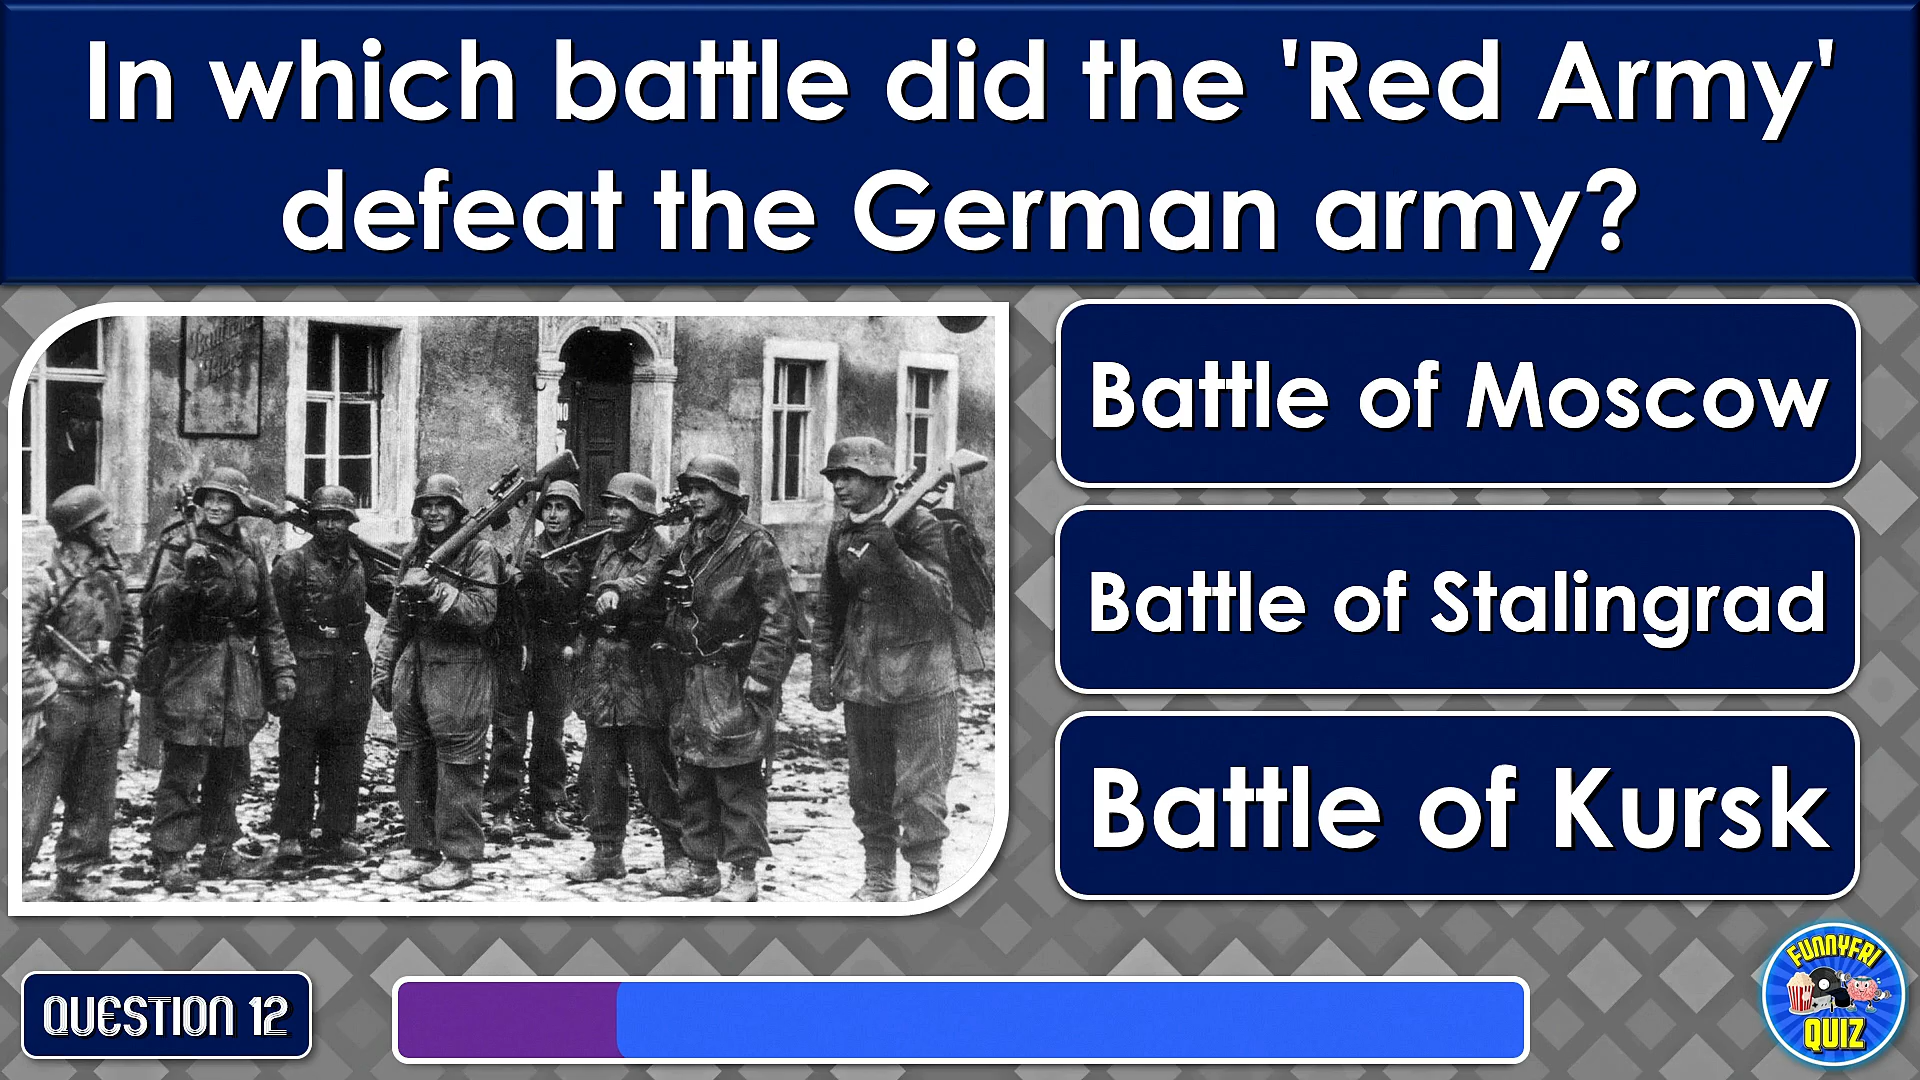 In which battle did the 'Red Army'
defeat the German army?
Battle of Moscow
Battle of Stalingrad
Battle of Kursk
QUESTION 12
FUNNYFRI
QUIZ